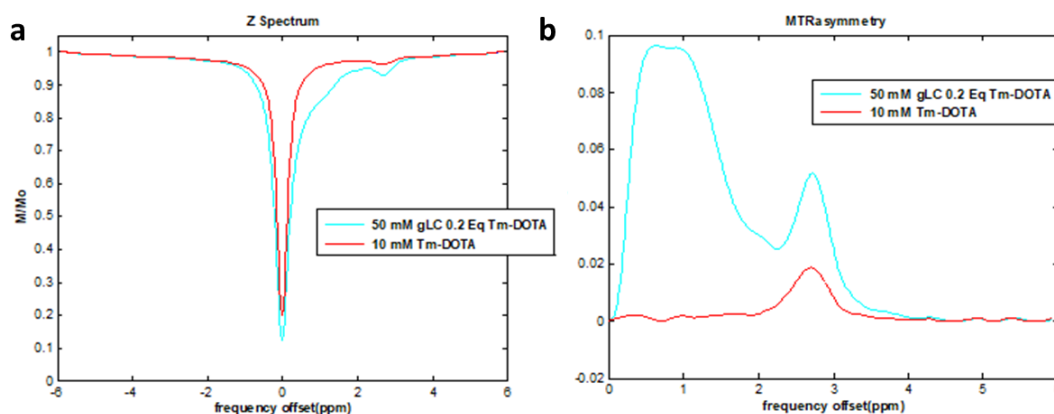 a
Z Spectrum
M/Mo
1
0.9
0.8
0.7
0.6
0.5
0.4
0.3
0.2
0.1
0
50 mM gLC 0.2 Eq Tm-DOTA
10 mM Tm-DOTA
-6 -4 -2 0 2 4 6
frequency offset(ppm)
b
MTRasymmetry
0.1
0.08
0.06
0.04
0.02
0
-0.02
50 mM gLC 0.2 Eq Tm-DOTA
10 mM Tm-DOTA
0 1 2 3 4 5
frequency offset(ppm)